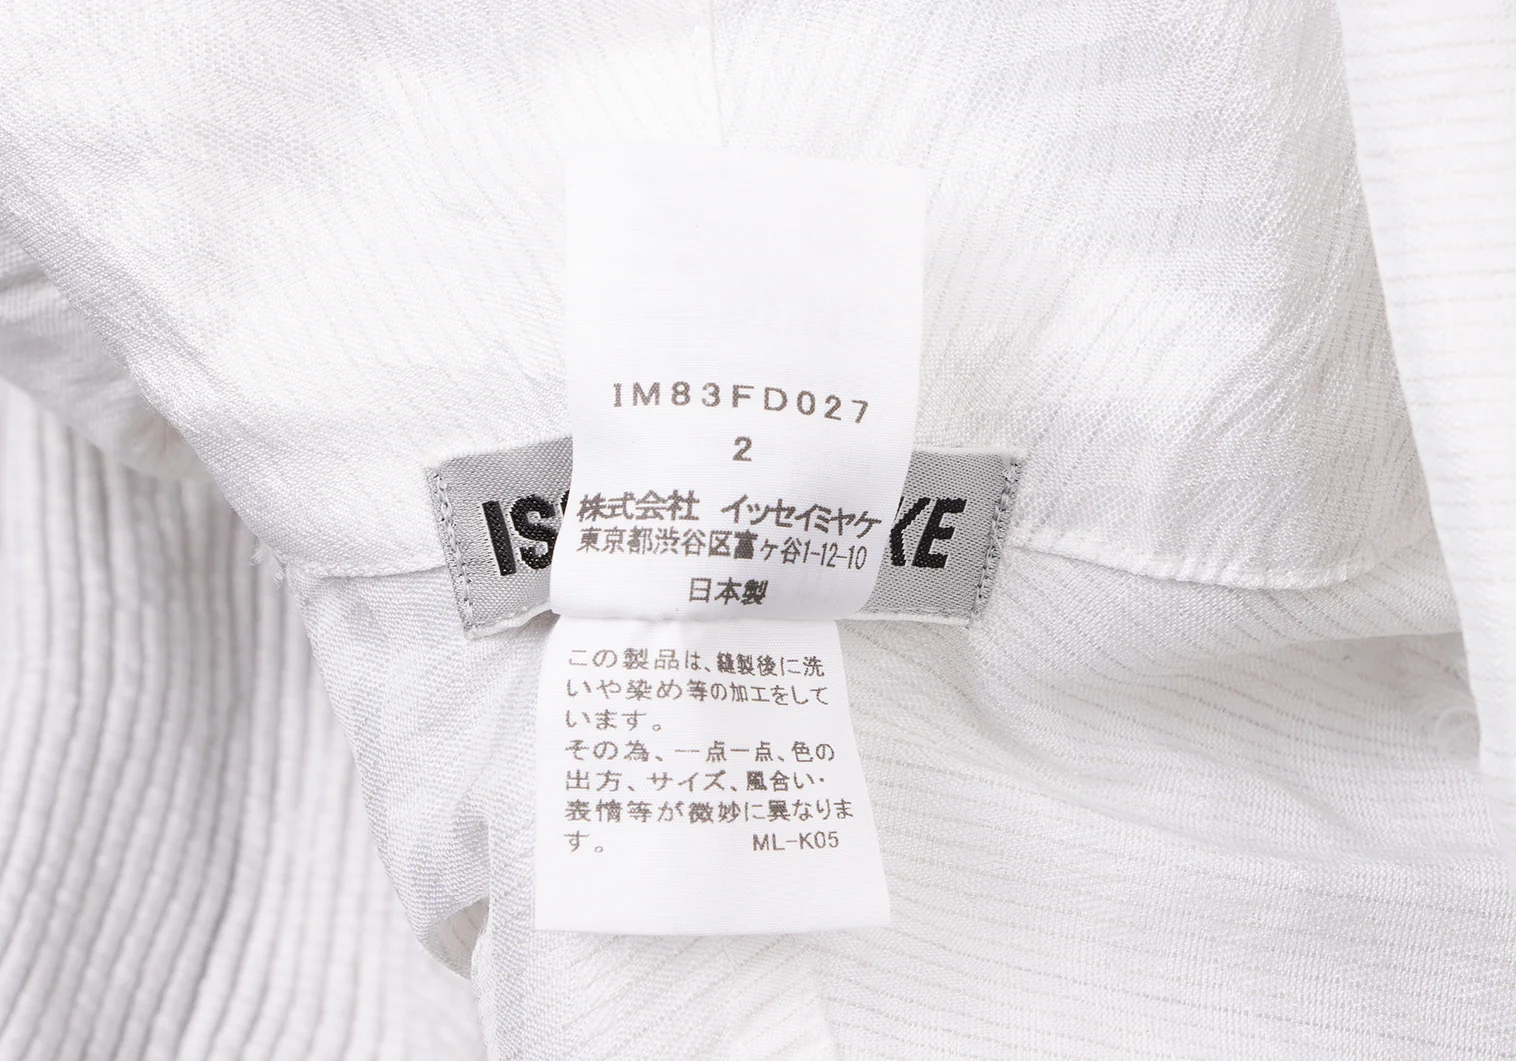 IM83FD027
2
株式会社 イッセイミヤケ
東京都渋谷区富ヶ谷1-12-10
日本製
IS KE
この製品は、縫製後に洗
いや染め等の加工をして
います。
その為、一点一点、色の
出方、サイズ、風合い・
表情等が微妙に異なりま
す。 ML-K05